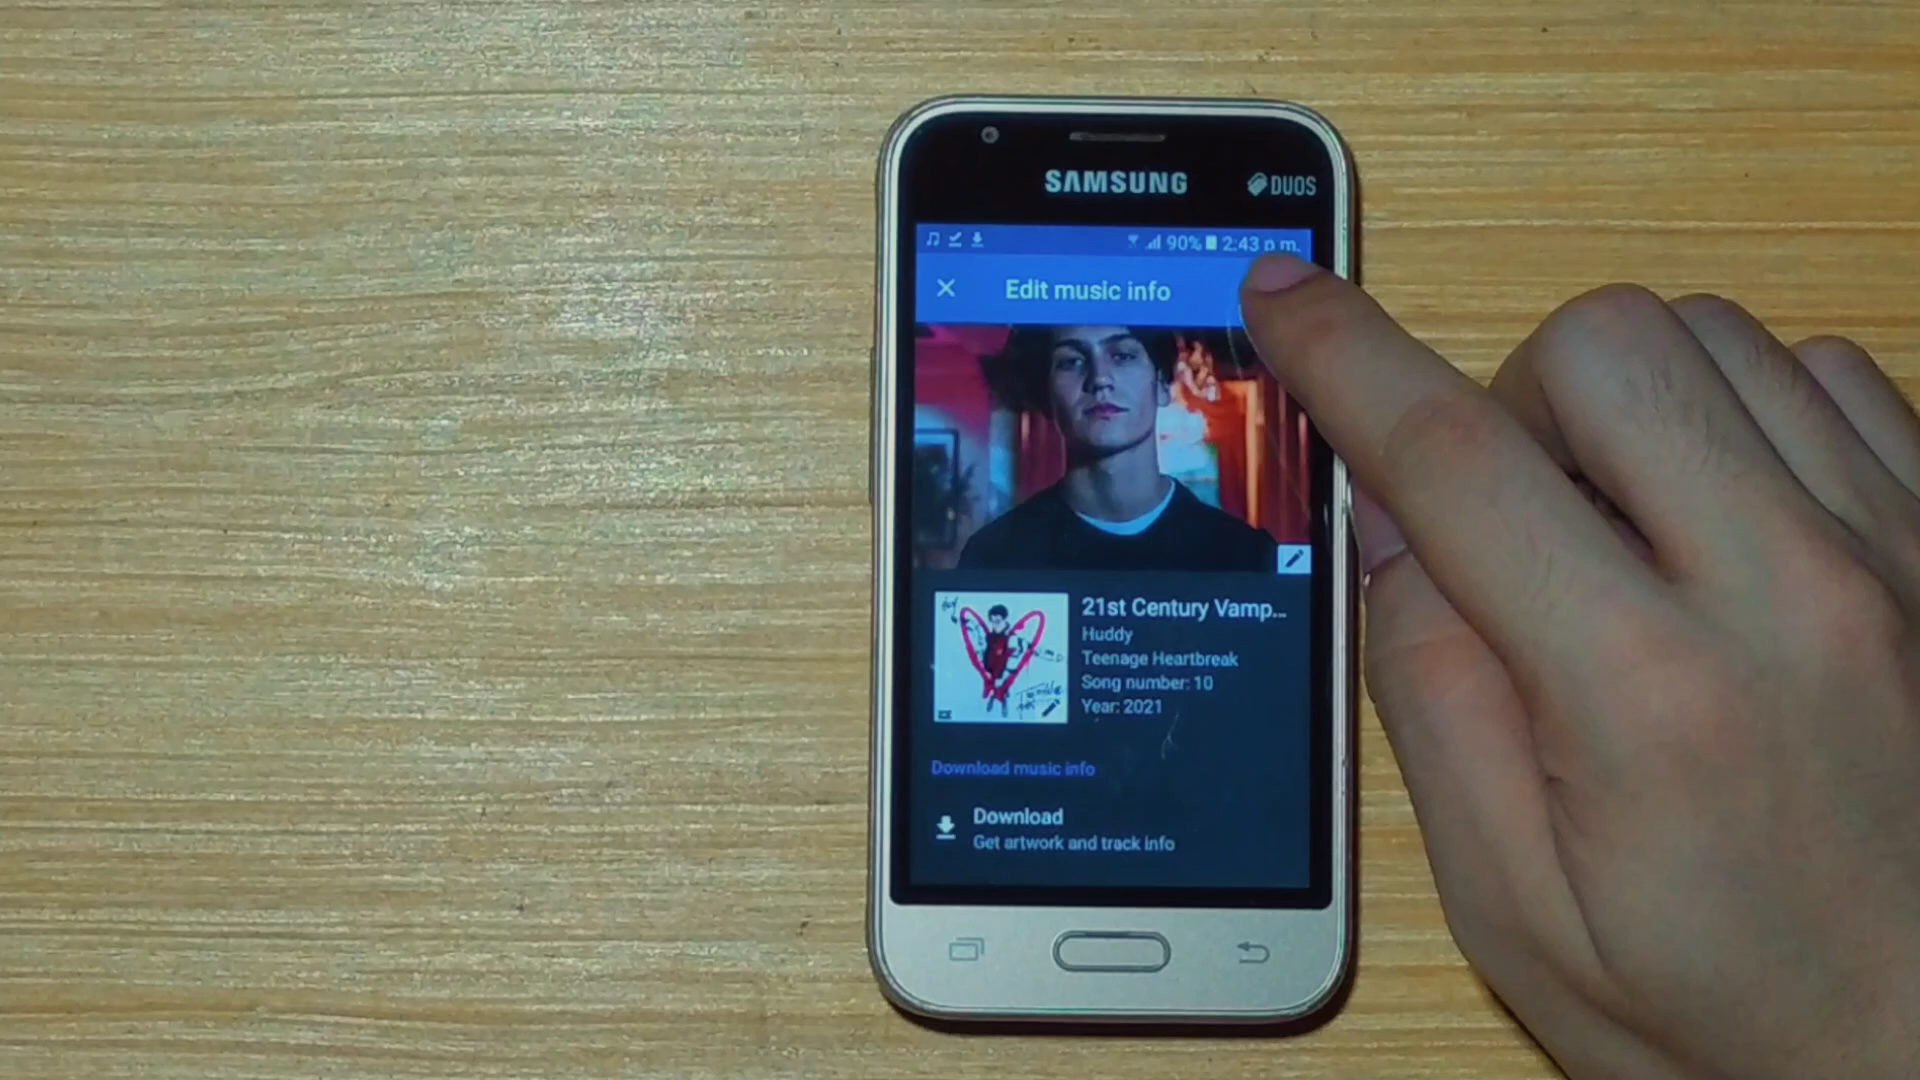 SAMSUNG
DUOS
90% 2:43 p.m.
Edit music info
21st Century Vamp...
Huddy
Teenage Heartbreak
Song number: 10
Year: 2021
Download music info
Download
Get artwork and track info